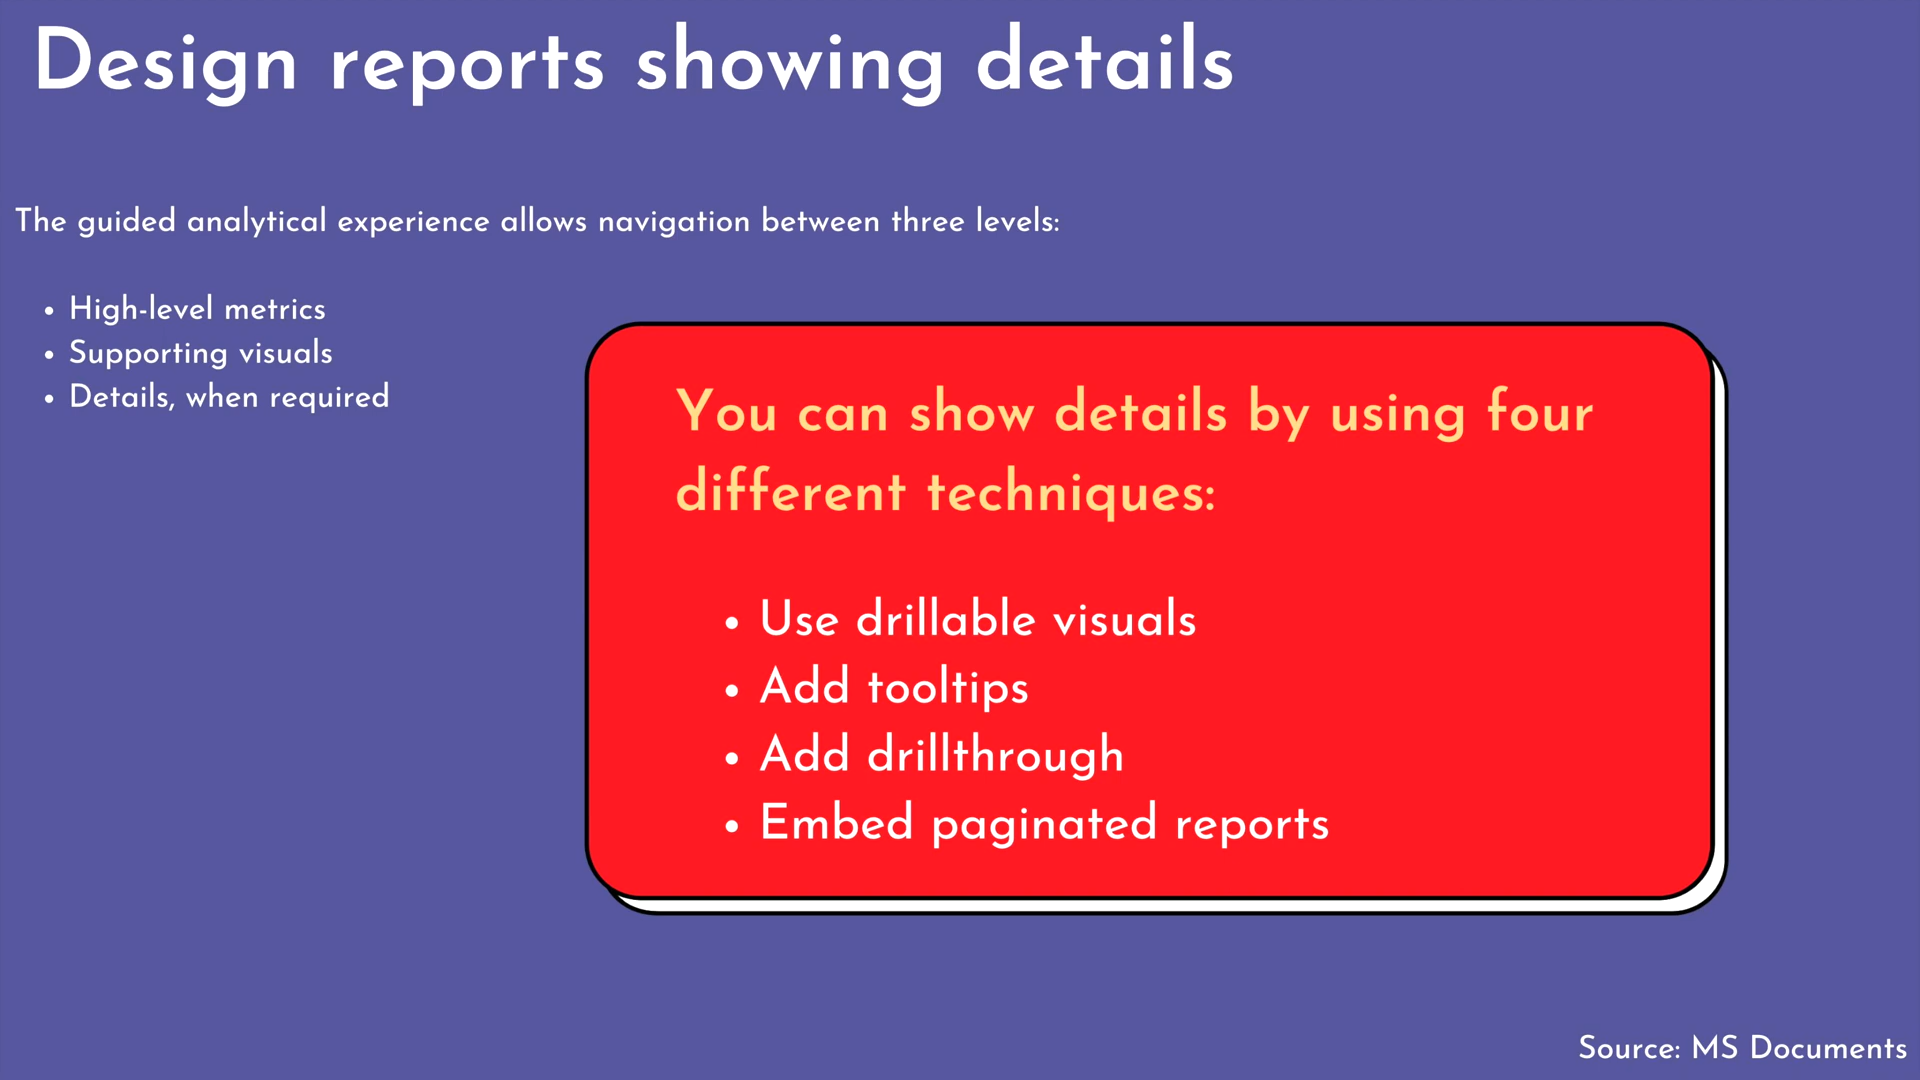 Design reports showing details
The guided analytical experience allows navigation between three levels:
• High-level metrics
• Supporting visuals
• Details, when required
You can show details by using four
different techniques:
• Use drillable visuals
• Add tooltips
• Add drillthrough
• Embed paginated reports
Source: MS Documents